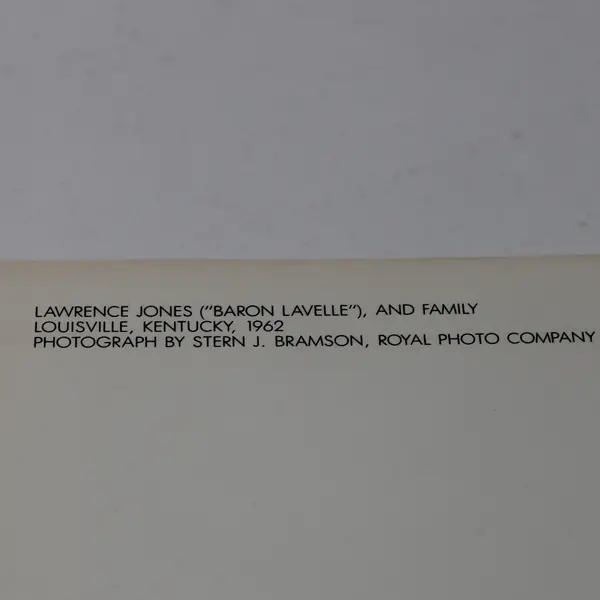 LAWRENCE JONES ("BARON LAVELLE"), AND FAMILY
LOUISVILLE, KENTUCKY, 1962
PHOTOGRAPH BY STERN J. BRAMSON, ROYAL PHOTO COMPANY